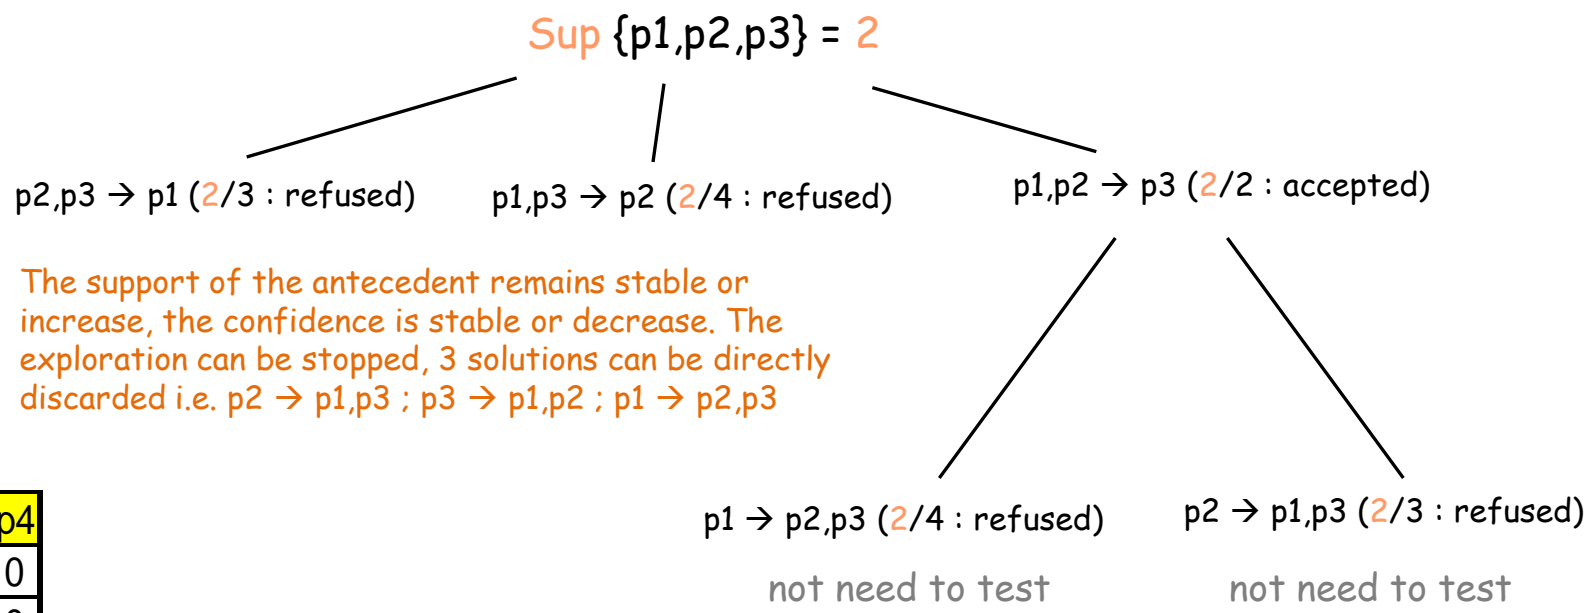 Sup {p1,p2,p3} = 2
p2,p3 → p1 (2/3 : refused)
p1,p3 → p2 (2/4 : refused)
p1,p2 → p3 (2/2 : accepted)
The support of the antecedent remains stable or
increase, the confidence is stable or decrease. The
exploration can be stopped, 3 solutions can be directly
discarded i.e. p2 → p1,p3 ; p3 → p1,p2 ; p1 → p2,p3
p1 → p2,p3 (2/4 : refused)
p2 → p1,p3 (2/3 : refused)
not need to test
not need to test
p4
0